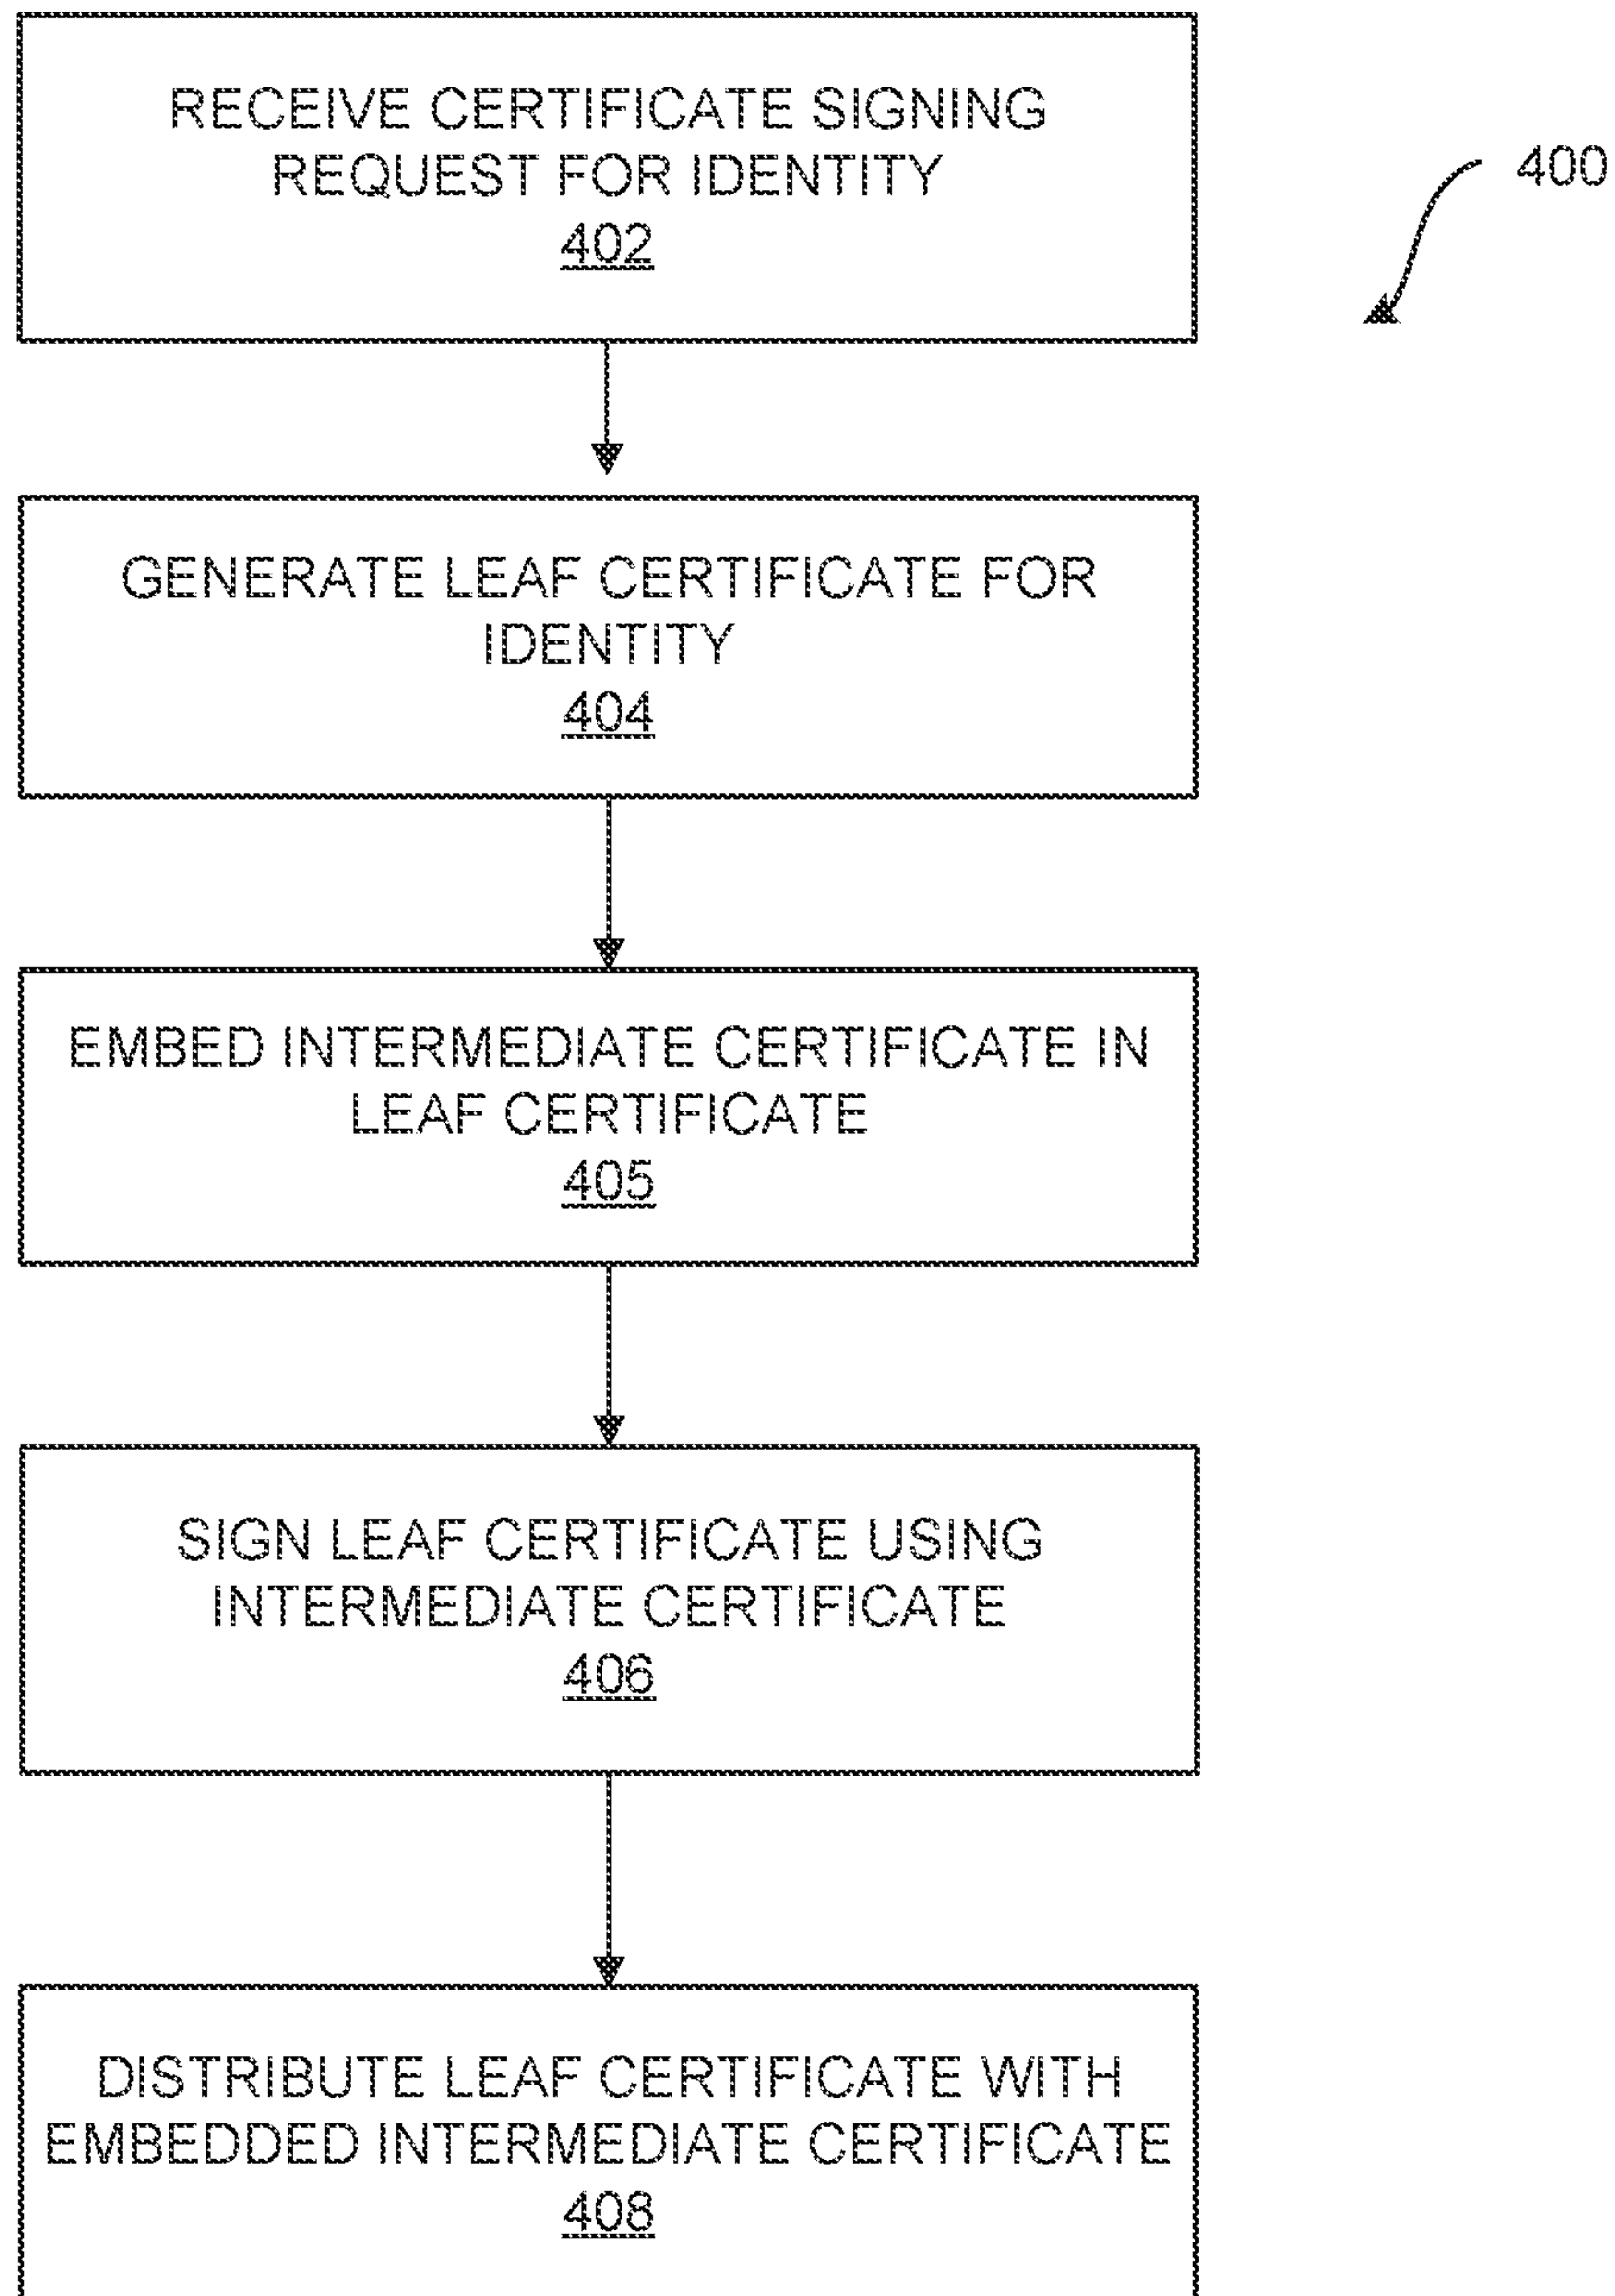 RECEIVE CERTIFICATE SIGNING
REQUEST FOR IDENTITY
402
400
GENERATE LEAF CERTIFICATE FOR
IDENTITY
404
EMBED INTERMEDIATE CERTIFICATE IN
LEAF CERTIFICATE
405
SIGN LEAF CERTIFICATE USING
INTERMEDIATE CERTIFICATE
406
DISTRIBUTE LEAF CERTIFICATE WITH
EMBEDDED INTERMEDIATE CERTIFICATE
408